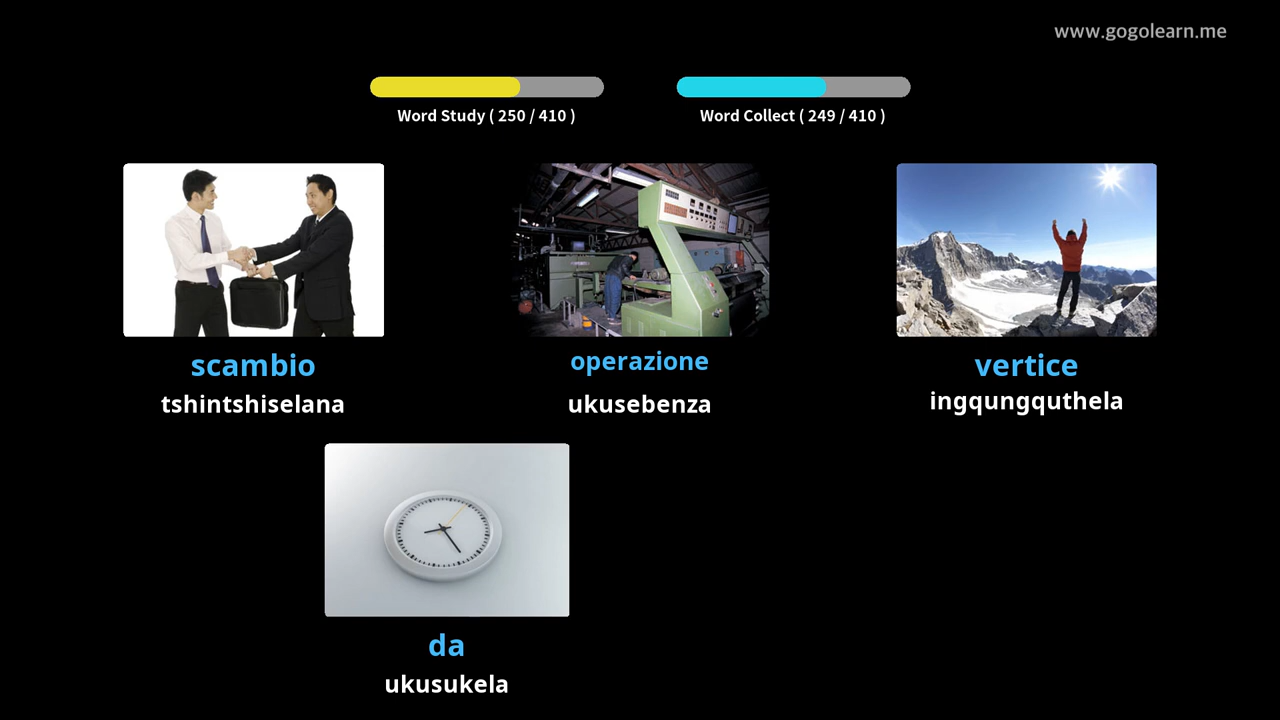 www.gogolearn.me
Word Study ( 250 / 410 )
Word Collect ( 249 / 410 )
scambio
tshintshiselana
operazione
ukusebenza
vertice
ingqungquthela
da
ukusukela